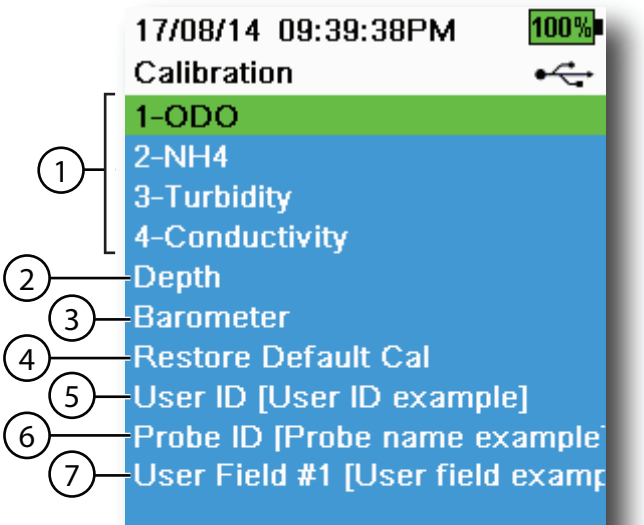 17/08/14 09:39:38PM 100%
Calibration
1-ODO
2-NH4
3-Turbidity
4-Conductivity
Depth
Barometer
Restore Default Cal
User ID [User ID example]
Probe ID [Probe name example
User Field #1 [User field examp
1
2
3
4
5
6
7